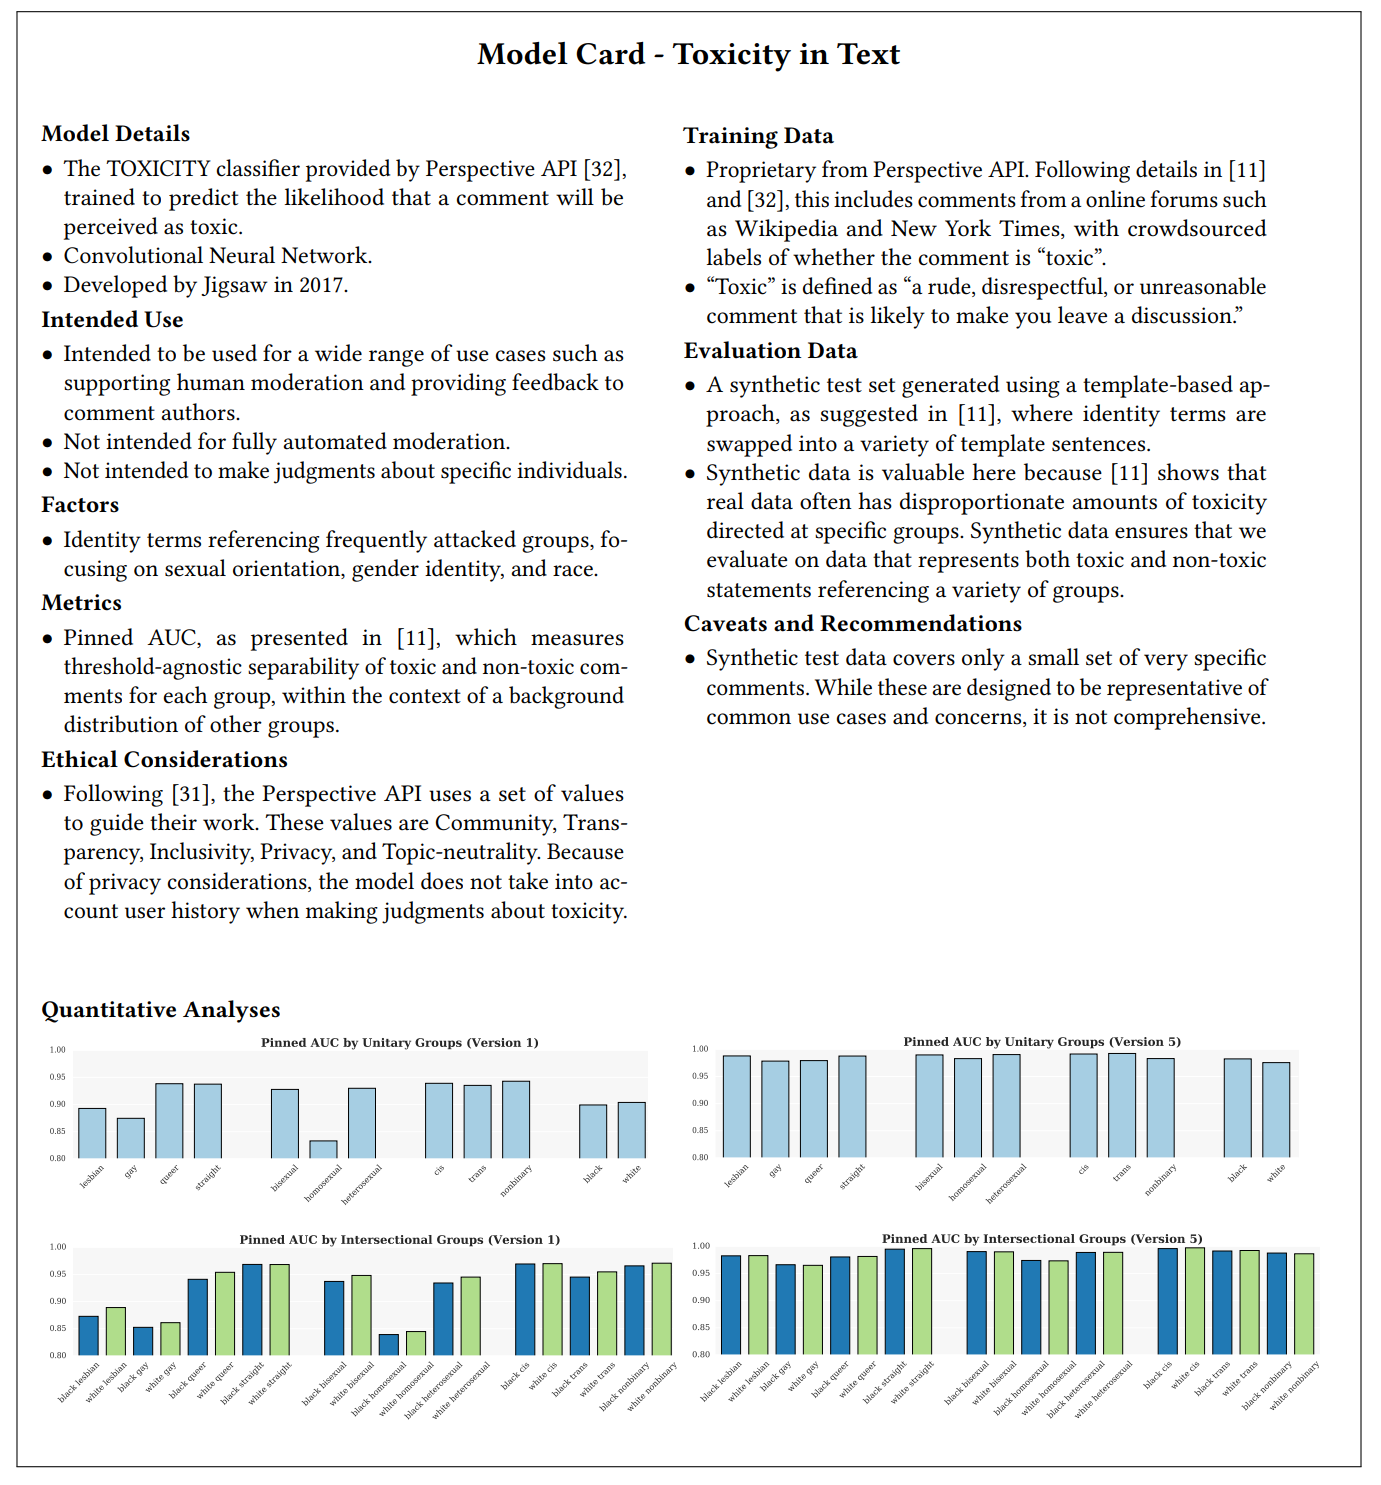 Model Card - Toxicity in Text
Model Details
• The TOXICITY classifier provided by Perspective API [32],
trained to predict the likelihood that a comment will be
perceived as toxic.
• Convolutional Neural Network.
• Developed by Jigsaw in 2017.
Intended Use
• Intended to be used for a wide range of use cases such as
supporting human moderation and providing feedback to
comment authors.
• Not intended for fully automated moderation.
• Not intended to make judgments about specific individuals.
Factors
• Identity terms referencing frequently attacked groups, fo-
cusing on sexual orientation, gender identity, and race.
Metrics
• Pinned AUC, as presented in [11], which measures
threshold-agnostic separability of toxic and non-toxic com-
ments for each group, within the context of a background
distribution of other groups.
Ethical Considerations
• Following [31], the Perspective API uses a set of values
to guide their work. These values are Community, Trans-
parency, Inclusivity, Privacy, and Topic-neutrality. Because
of privacy considerations, the model does not take into ac-
count user history when making judgments about toxicity.
Training Data
• Proprietary from Perspective API. Following details in [11]
and [32], this includes comments from a online forums such
as Wikipedia and New York Times, with crowdsourced
labels of whether the comment is “toxic”.
• “Toxic” is defined as “a rude, disrespectful, or unreasonable
comment that is likely to make you leave a discussion.”
Evaluation Data
• A synthetic test set generated using a template-based ap-
proach, as suggested in [11], where identity terms are
swapped into a variety of template sentences.
• Synthetic data is valuable here because [11] shows that
real data often has disproportionate amounts of toxicity
directed at specific groups. Synthetic data ensures that we
evaluate on data that represents both toxic and non-toxic
statements referencing a variety of groups.
Caveats and Recommendations
• Synthetic test data covers only a small set of very specific
comments. While these are designed to be representative of
common use cases and concerns, it is not comprehensive.
Quantitative Analyses
Pinned AUC by Unitary Groups (Version 1)
1.00
0.95
0.90
0.85
0.80
lesbian
gay
queer
straight
bisexual
homosexual
heterosexual
cis
trans
nonbinary
black
white
Pinned AUC by Unitary Groups (Version 5)
1.00
0.95
0.90
0.85
0.80
lesbian
gay
queer
straight
bisexual
homosexual
heterosexual
cis
trans
nonbinary
black
white
Pinned AUC by Intersectional Groups (Version 1)
1.00
0.95
0.90
0.85
0.80
black lesbian
white lesbian
black gay
white gay
black queer
white queer
black straight
white straight
black bisexual
white bisexual
black homosexual
white homosexual
black heterosexual
white heterosexual
black cis
white cis
black trans
white trans
black nonbinary
white nonbinary
Pinned AUC by Intersectional Groups (Version 5)
1.00
0.95
0.90
0.85
0.80
black lesbian
white lesbian
black gay
white gay
black queer
white queer
black straight
white straight
black bisexual
white bisexual
black homosexual
white homosexual
black heterosexual
white heterosexual
black cis
white cis
black trans
white trans
black nonbinary
white nonbinary